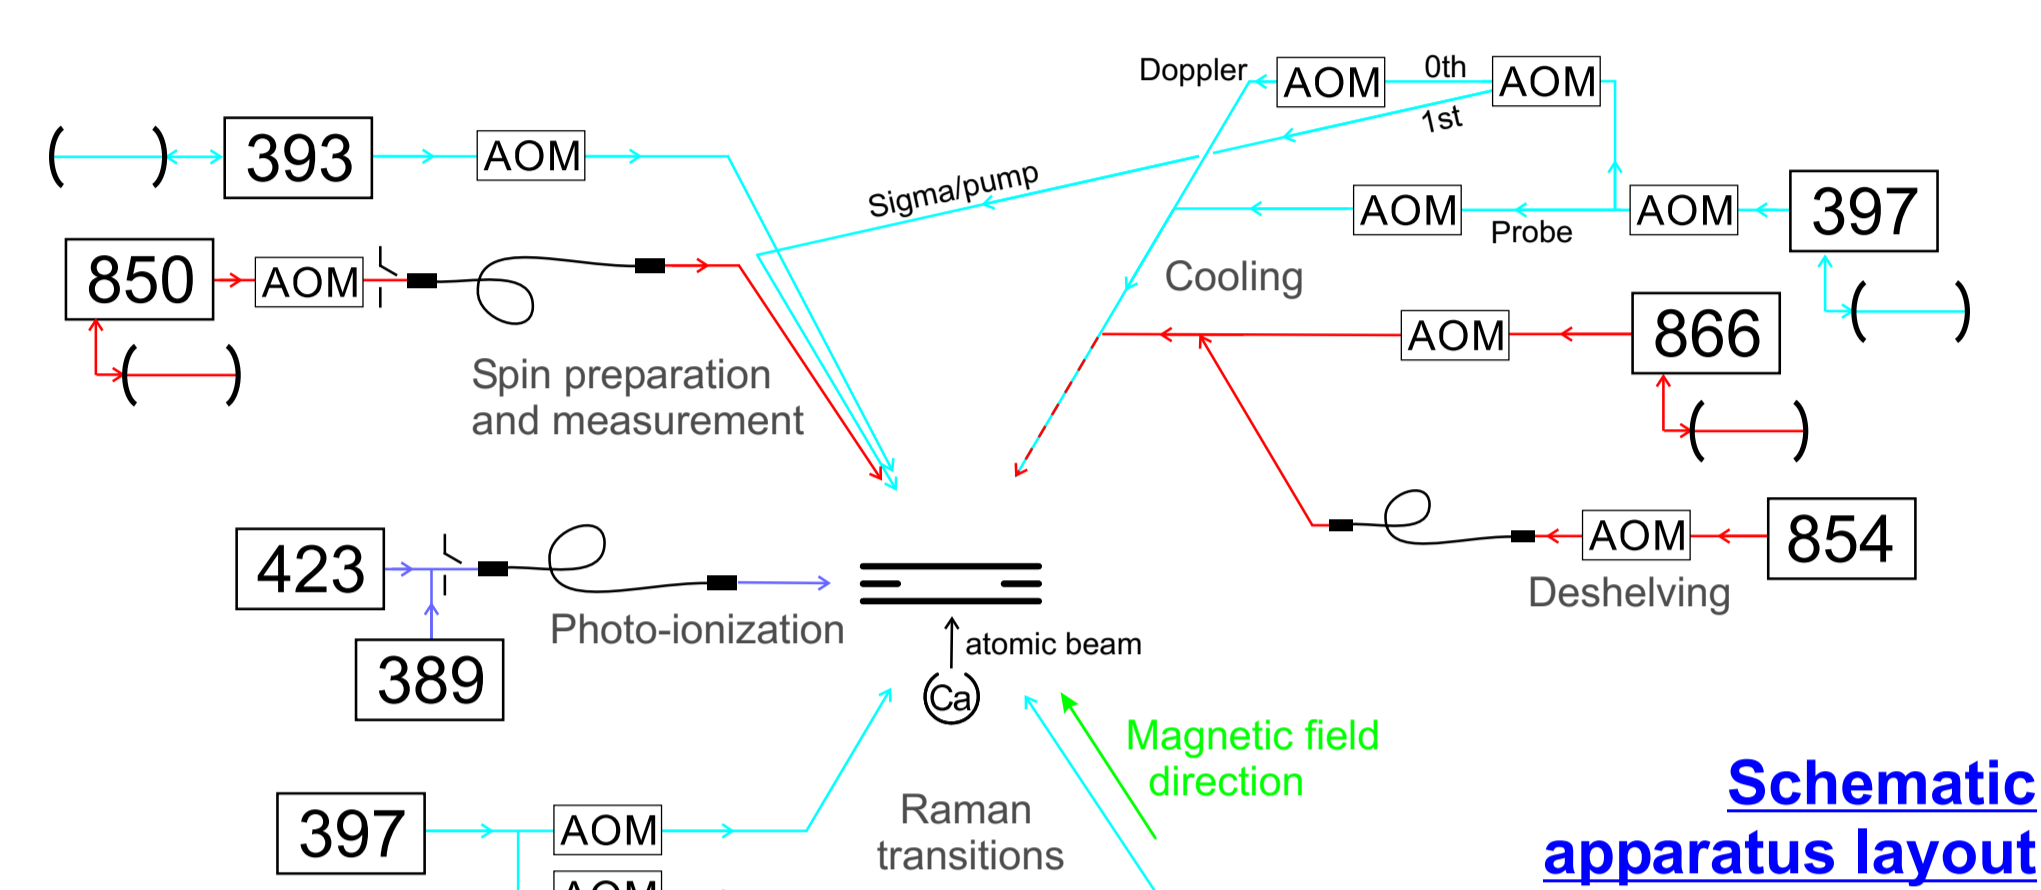 Doppler
AOM
0th
AOM
1st
393
AOM
Sigma/pump
AOM
Probe
AOM
397
850
AOM
Cooling
AOM
866
Spin preparation
and measurement
423
Photo-ionization
389
AOM
854
Deshelving
atomic beam
Ca
Magnetic field
direction
397
AOM
Raman
transitions
AOM
Schematic
apparatus layout